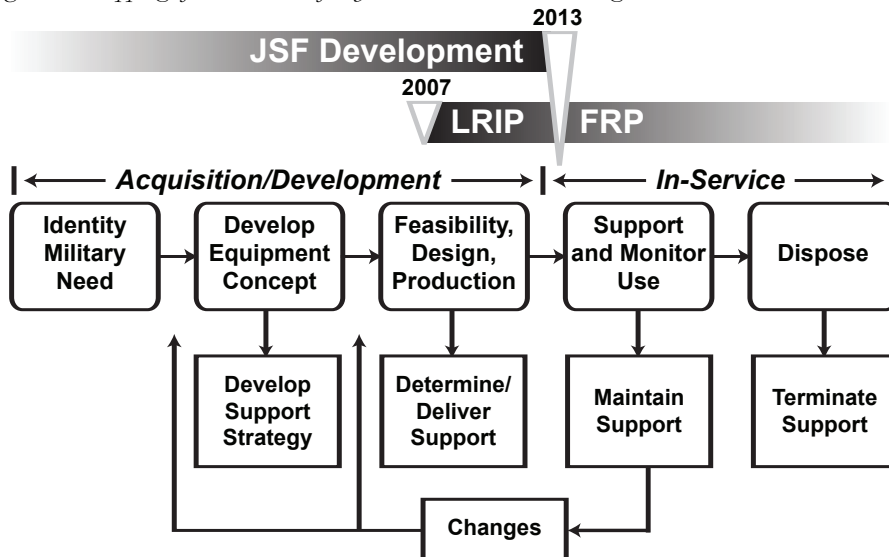 2013
JSF Development
2007
LRIP
FRP
Acquisition/Development
In-Service
Identity
Military
Need
Develop
Equipment
Concept
Feasibility,
Design,
Production
Support
and Monitor
Use
Dispose
Develop
Support
Strategy
Determine/
Deliver
Support
Maintain
Support
Terminate
Support
Changes